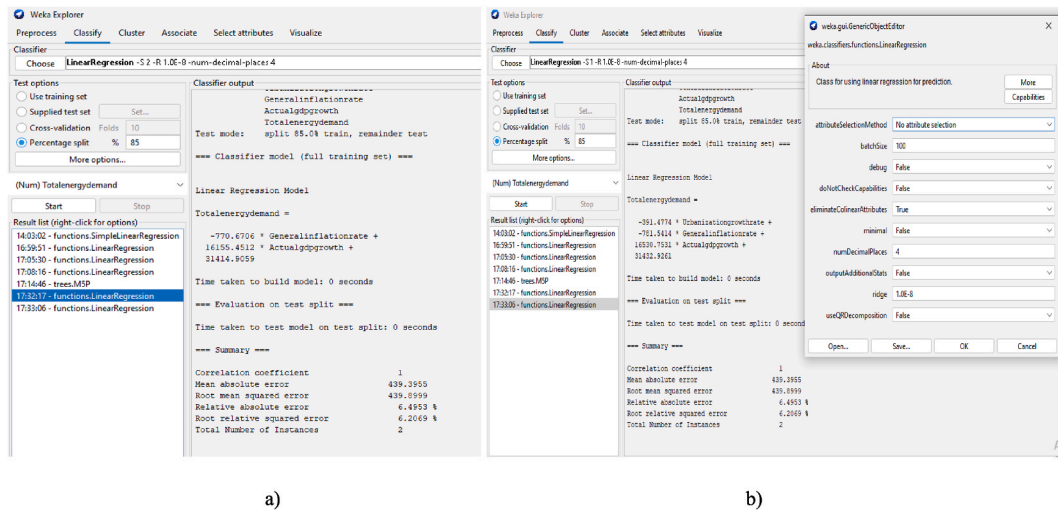 Weka Explorer
Preprocess Classify Cluster Associate Select attributes Visualize
Classifier
Choose LinearRegression -S 2 -R 1.0E-8 -num-decimal-places 4
Test options
Use training set
Supplied test set Set...
Cross-validation Folds 10
Percentage split % 85
More options...
(Num) Totalenergydemand
Start Stop
Result list (right-click for options)
14:03:02 - functions.SimpleLinearRegression
16:59:51 - functions.LinearRegression
17:05:30 - functions.LinearRegression
17:08:16 - functions.LinearRegression
17:14:46 - trees.M5P
17:32:17 - functions.LinearRegression
17:33:06 - functions.LinearRegression
Classifier output
Generalinflationrate
Actualgdpgrowth
Totalenergydemand
Test mode: split 85.0% train, remainder test
=== Classifier model (full training set) ===
Linear Regression Model
Totalenergydemand =
-770.6706 * Generalinflationrate +
16155.4512 * Actualgdpgrowth +
31414.9059
Time taken to build model: 0 seconds
=== Evaluation on test split ===
Time taken to test model on test split: 0 seconds
=== Summary ===
Correlation coefficient 1
Mean absolute error 439.3955
Root mean squared error 439.8999
Relative absolute error 6.4953 %
Root relative squared error 6.2069 %
Total Number of Instances 2
a)
Weka Explorer
Preprocess Classify Cluster Associate Select attributes Visualize
Classifier
Choose LinearRegression -S 1 -R 1.0E-8 -num-decimal-places 4
Test options
Use training set
Supplied test set Set...
Cross-validation Folds 10
Percentage split % 85
More options...
(Num) Totalenergydemand
Start Stop
Result list (right-click for options)
14:03:02 - functions.SimpleLinearRegression
16:59:51 - functions.LinearRegression
17:05:30 - functions.LinearRegression
17:08:16 - functions.LinearRegression
17:14:46 - trees.M5P
17:32:17 - functions.LinearRegression
17:33:06 - functions.LinearRegression
Classifier output
Actualgdpgrowth
Totalenergydemand
Test mode: split 85.0% train, remainder test
=== Classifier model (full training set) ===
Linear Regression Model
Totalenergydemand =
-391.4774 * Urbanizationgrowthrate +
-781.5414 * Generalinflationrate +
16530.7531 * Actualgdpgrowth +
31432.9261
Time taken to build model: 0 seconds
=== Evaluation on test split ===
Time taken to test model on test split: 0 second
=== Summary ===
Correlation coefficient 1
Mean absolute error 439.3955
Root mean squared error 439.8999
Relative absolute error 6.4953 %
Root relative squared error 6.2069 %
Total Number of Instances 2
weka.gui.GenericObjectEditor
weka.classifiers.functions.LinearRegression
About
Class for using linear regression for prediction. More
Capabilities
attributeSelectionMethod No attribute selection
batchSize 100
debug False
doNotCheckCapabilities False
eliminateColinearAttributes True
minimal False
numDecimalPlaces 4
outputAdditionalStats False
ridge 1.0E-8
useQRDecomposition False
Open... Save... OK Cancel
b)